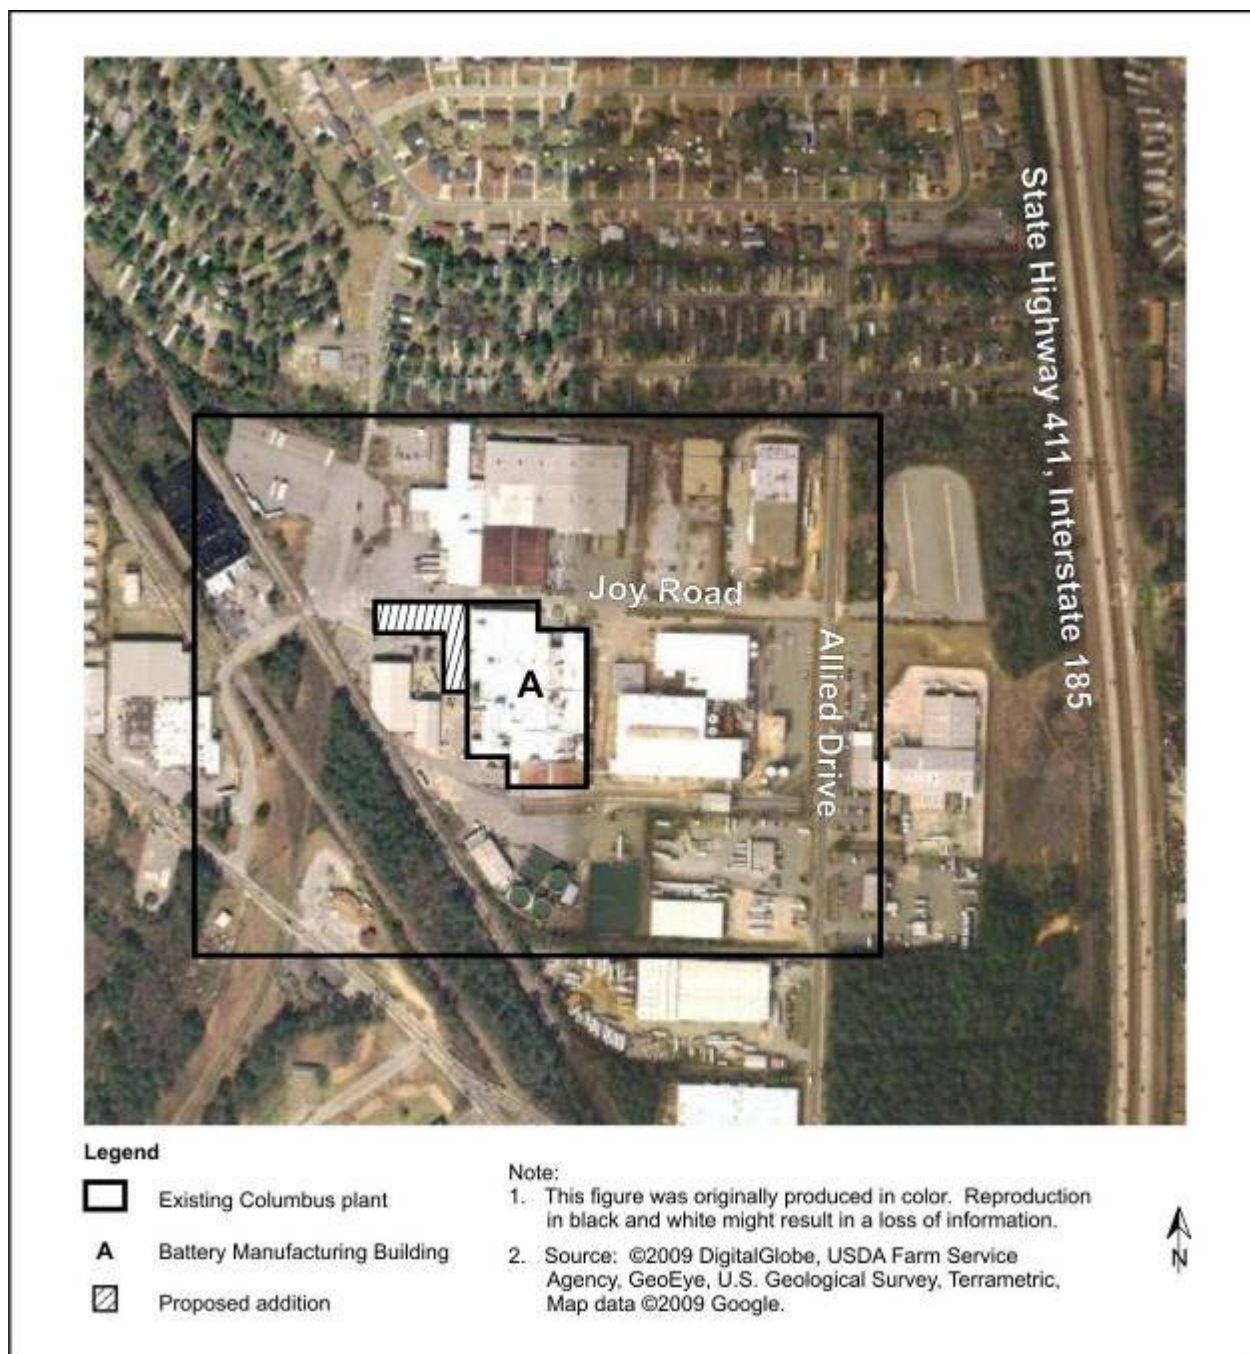 State Highway 411, Interstate 185
Joy Road
A
Allied Drive
Legend
Existing Columbus plant
A Battery Manufacturing Building
Proposed addition
Note:
1. This figure was originally produced in color. Reproduction
in black and white might result in a loss of information.
2. Source: ©2009 DigitalGlobe, USDA Farm Service
Agency, GeoEye, U.S. Geological Survey, Terrametric,
Map data ©2009 Google.
N